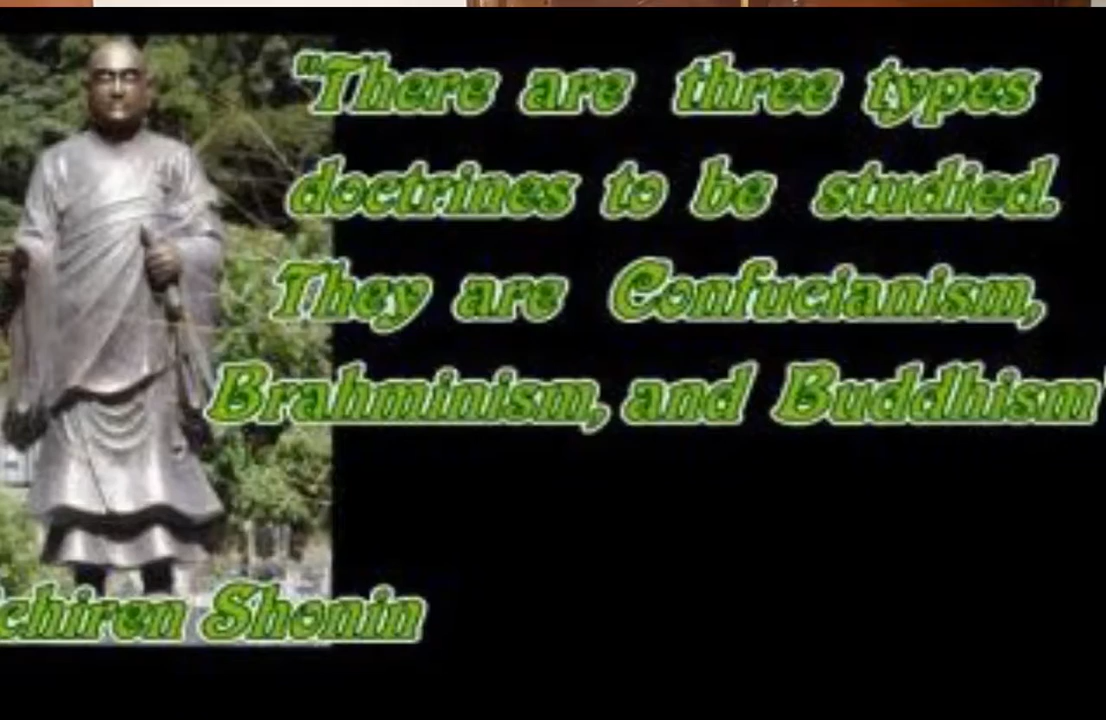 "There are three types
doctrines to be studied.
They are Confucianism,
Brahminism, and Buddhism"
chiren Shonin